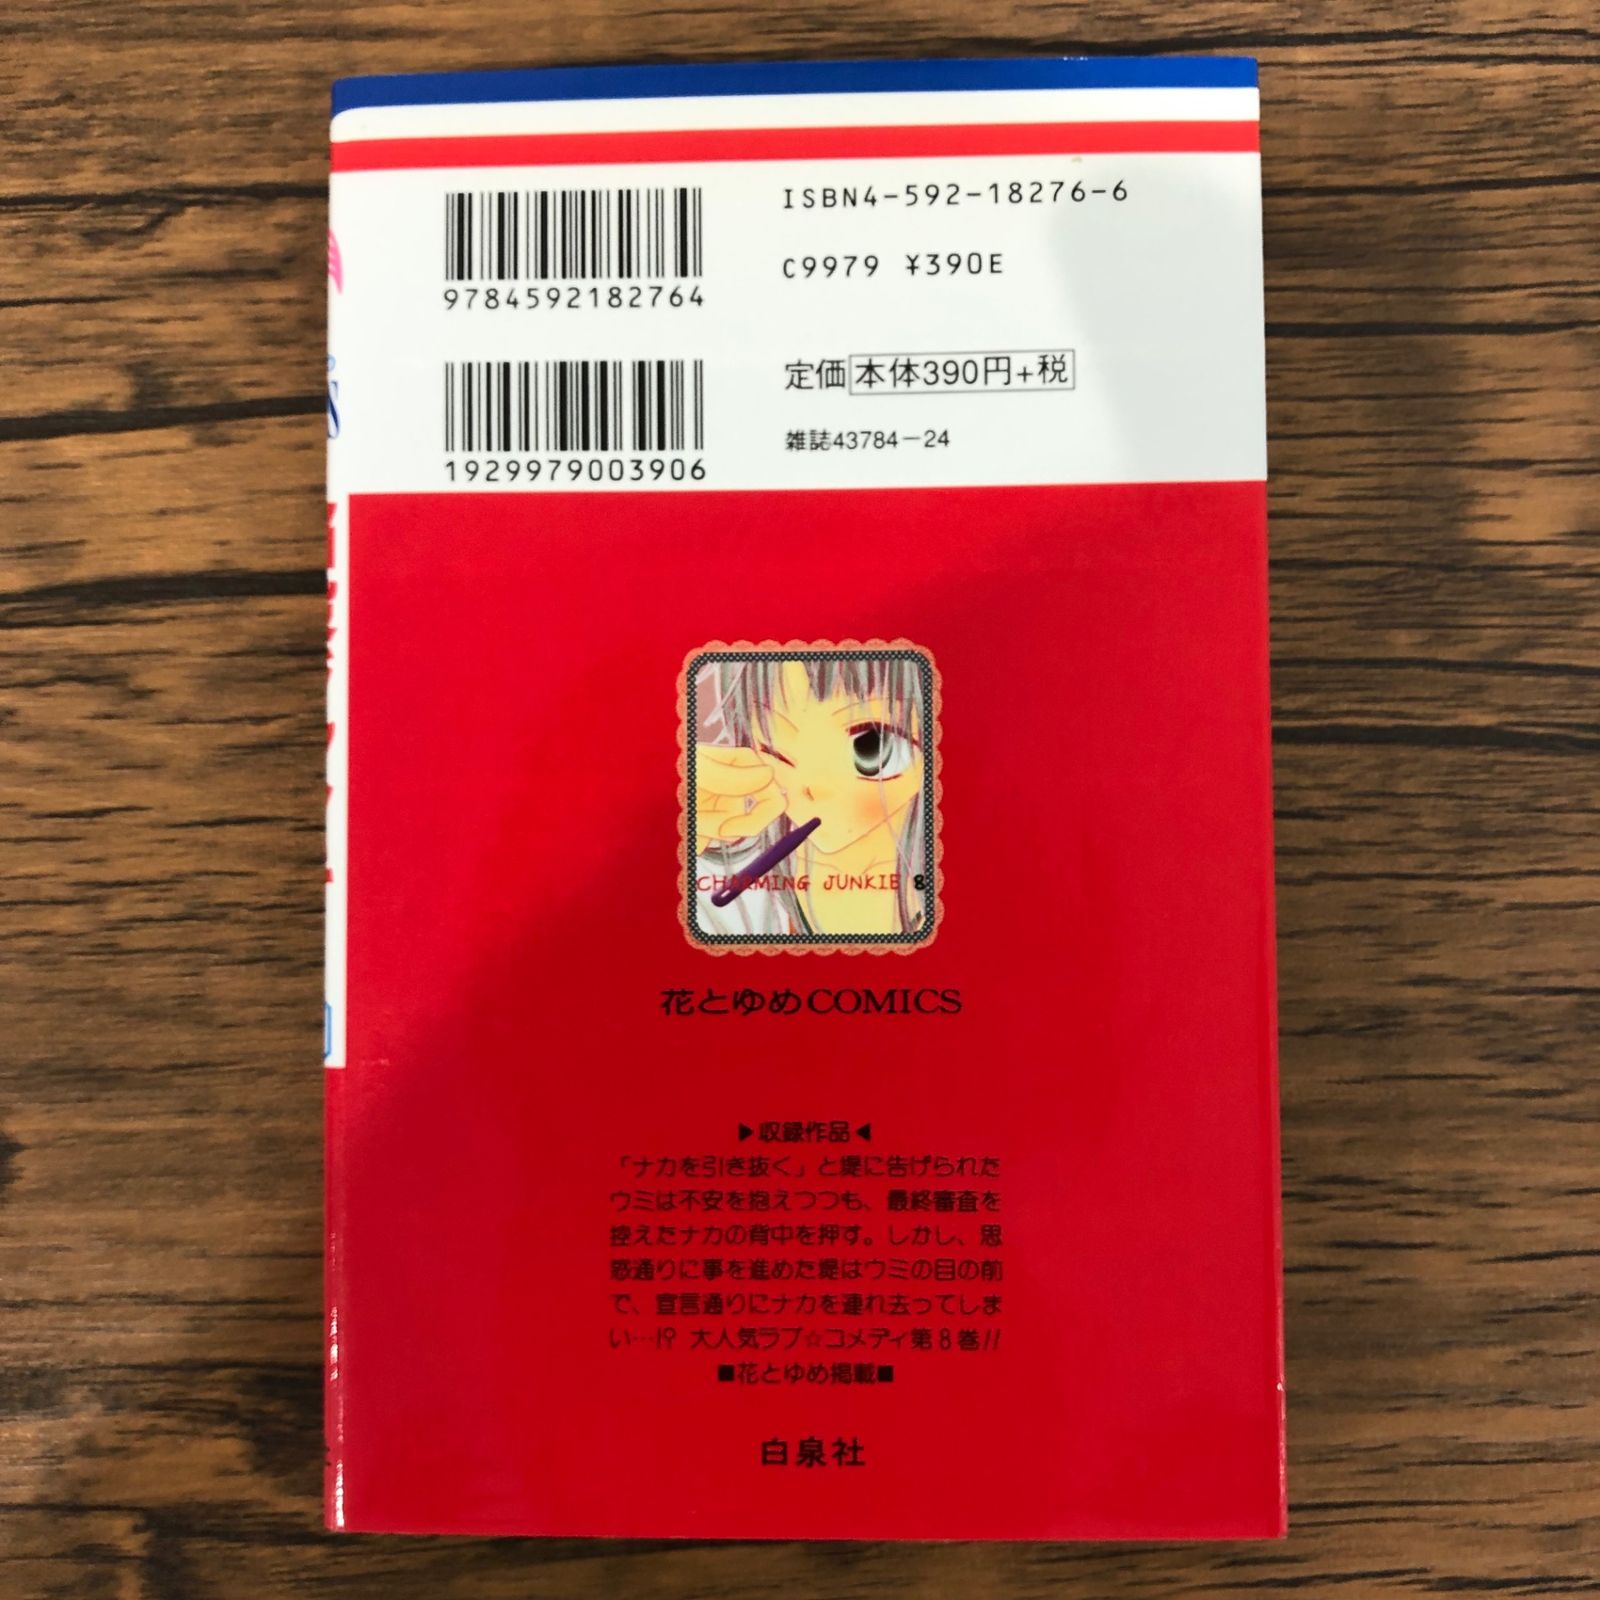 ISBN4-592-18276-6
C9979 ¥390E
9784592182764
定価 本体390円+税
雑誌43784-24
1929979003906
CHARMING JUNKIE 8
花とゆめCOMICS
▶収録作品◀
「ナカを引き抜く」と堤に告げられた
ウミは不安を抱えつつも、最終審査を
控えたナカの背中を押す。しかし、思
惑通りに事を進めた堤はウミの目の前
で、宣言通りにナカを連れ去ってしま
い…!? 大人気ラブ☆コメディ第8巻!!
■花とゆめ掲載■
白泉社